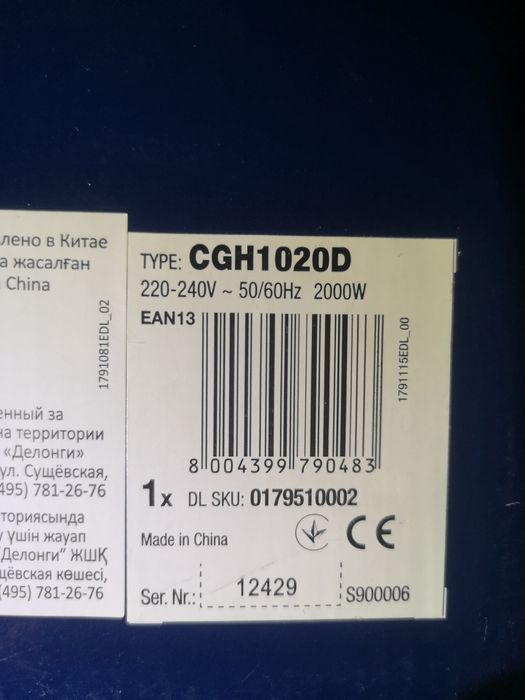 лено в Китае
а жасалған
China
1791081EDL_02
енный за
на территории
«Делонги»
ул. Сущёвская,
495) 781-26-76
ториясында
у үшін жауап
"Делонги" ЖШҚ
щёвская көшесі,
(495) 781-26-76
TYPE: CGH1020D
220-240V ~ 50/60Hz 2000W
EAN13
1791115EDL_00
8 004399 790483
1x DL SKU: 0179510002
Made in China
CE
Ser. Nr.: 12429 S900006